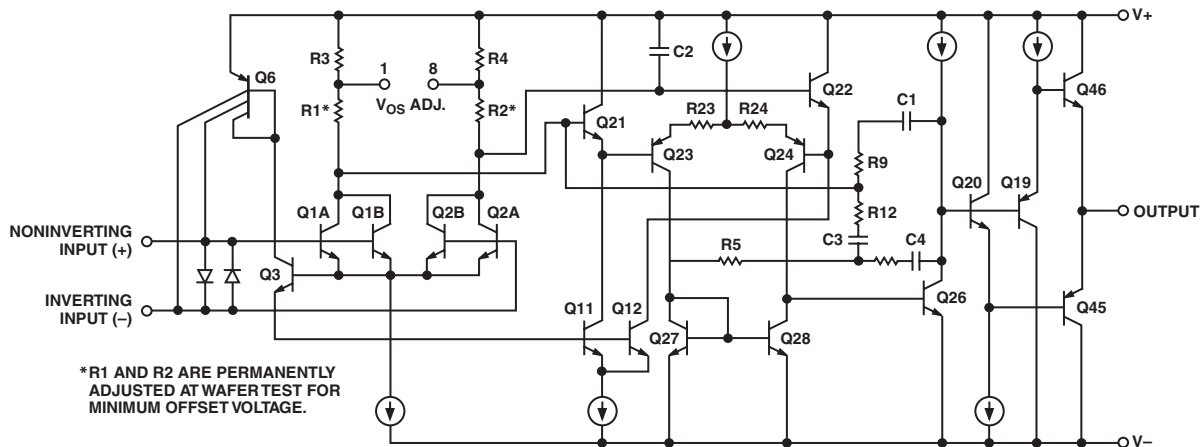 V+
R3
R4
C2
Q6
1
8
V OS ADJ.
R1*
R2*
Q21
Q22
R23
R24
C1
Q46
Q23
Q24
R9
Q20
Q19
Q1A
Q1B
Q2B
Q2A
R12
OUTPUT
NONINVERTING
INPUT (+)
Q3
R5
C3
C4
INVERTING
INPUT (–)
Q11
Q12
Q27
Q28
Q26
Q45
*R1 AND R2 ARE PERMANENTLY
ADJUSTED AT WAFER TEST FOR
MINIMUM OFFSET VOLTAGE.
V–